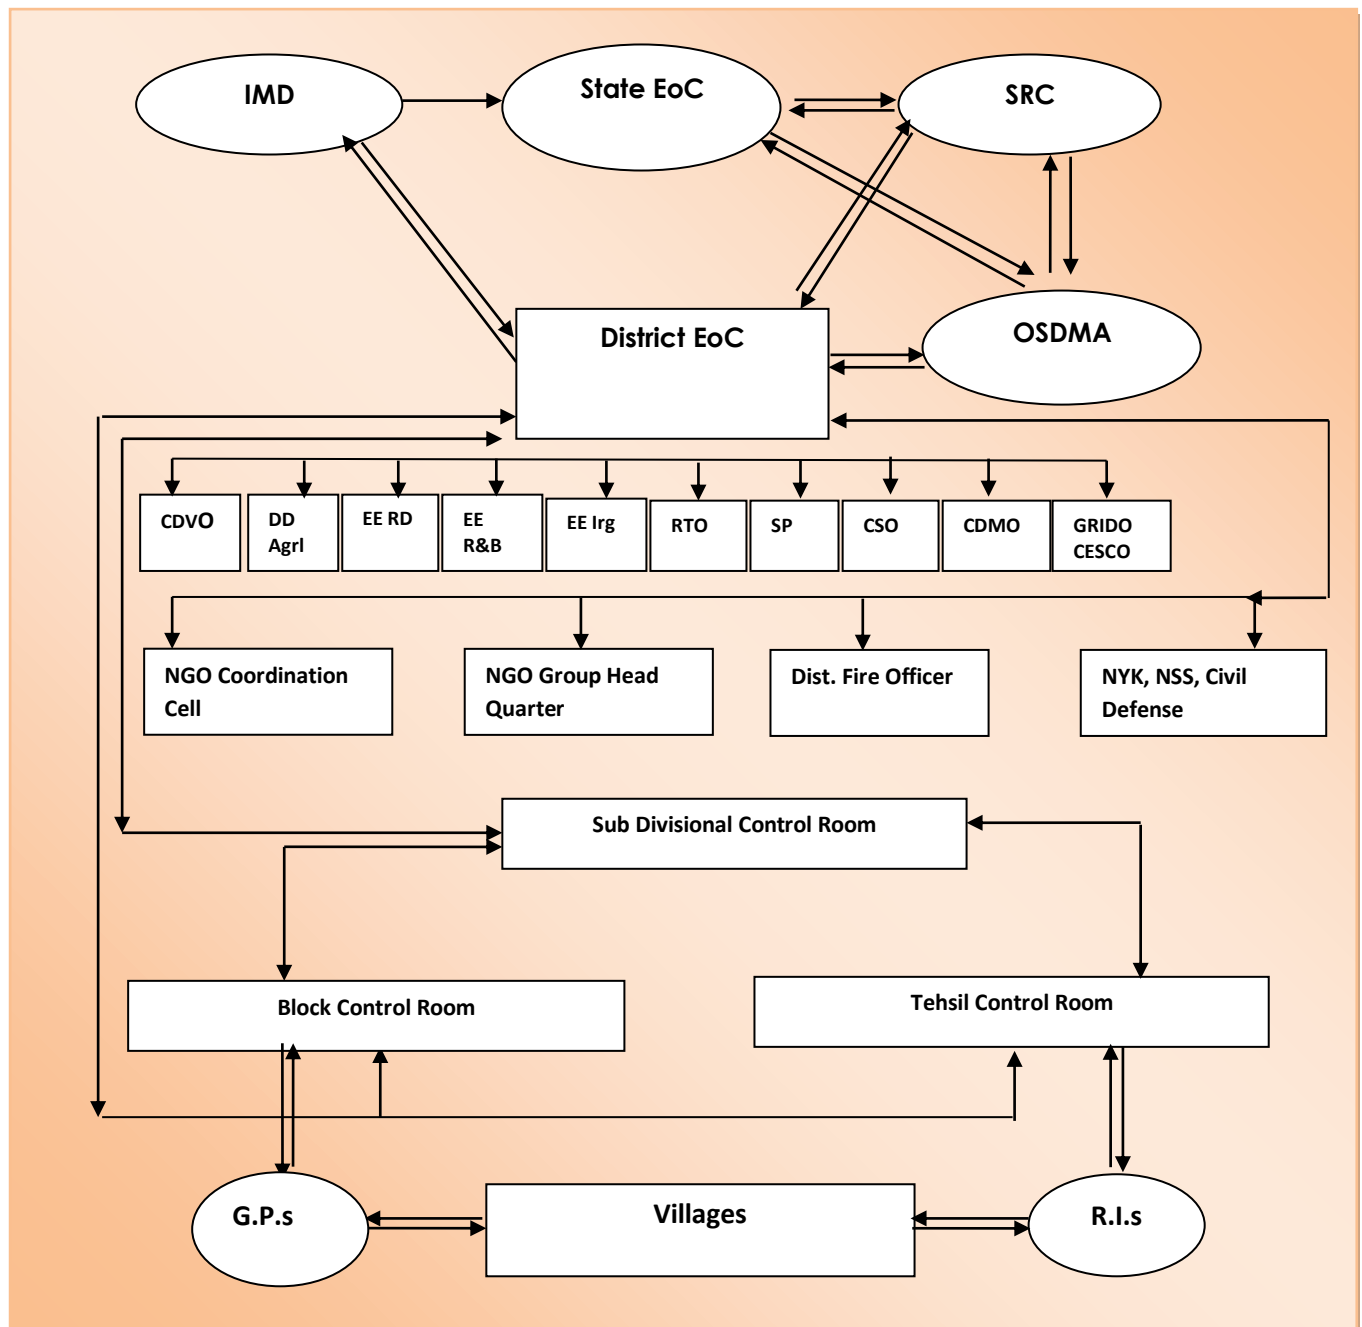 IMD
State EoC
SRC
District EoC
OSDMA
CDVO
DD
Agrl
EE RD
EE
R&B
EE Irg
RTO
SP
CSO
CDMO
GRIDO
CESCO
NGO Coordination
Cell
NGO Group Head
Quarter
Dist. Fire Officer
NYK, NSS, Civil
Defense
Sub Divisional Control Room
Block Control Room
Tehsil Control Room
G.P.s
Villages
R.I.s